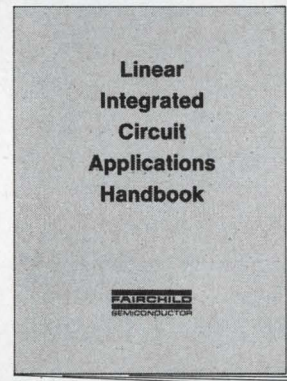 Linear
Integrated
Circuit
Applications
Handbook
FAIRCHILD
SEMICONDUCTOR